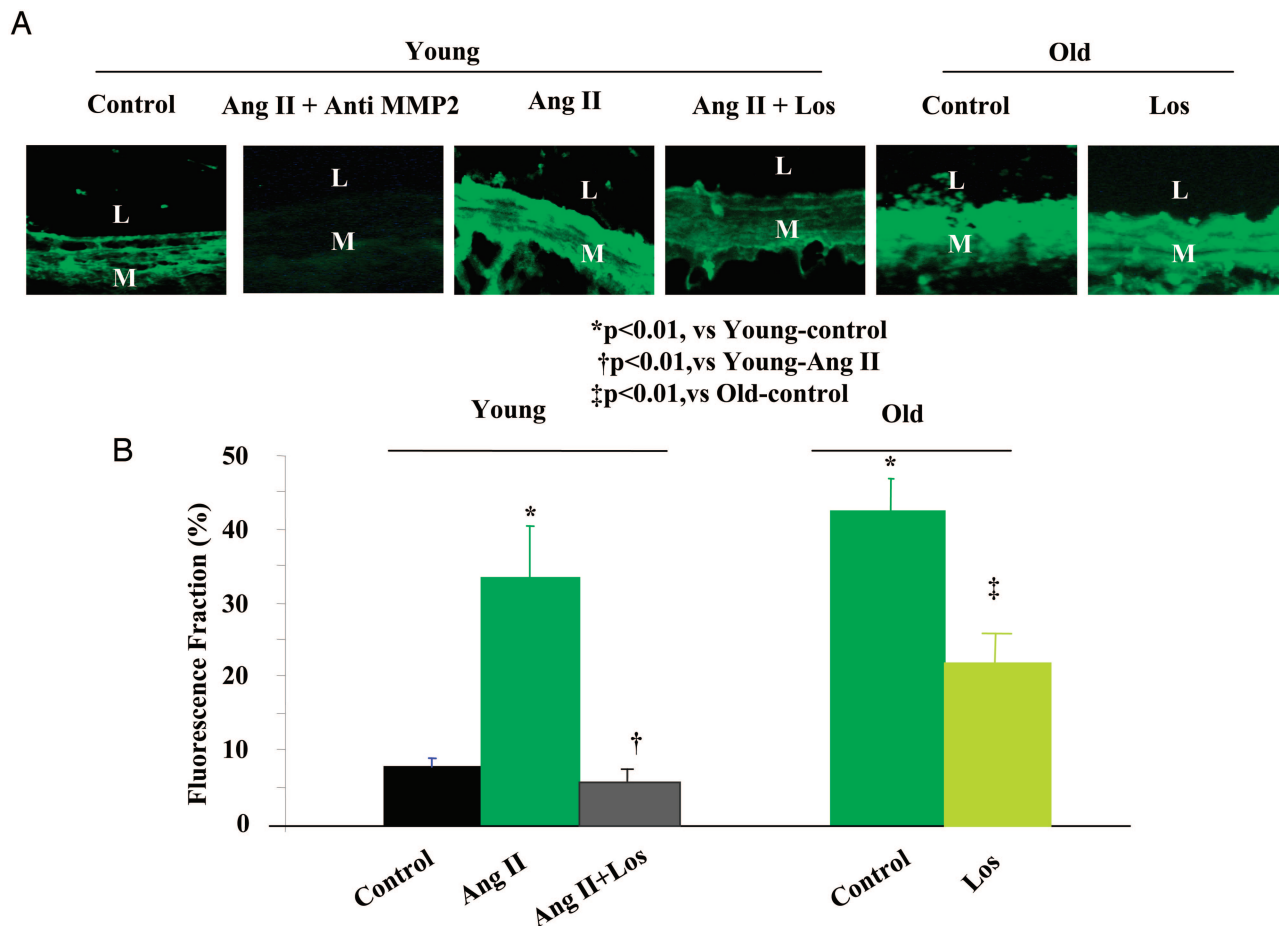 A
Young Old
Control Ang II + Anti MMP2 Ang II Ang II + Los Control Los
L L L L L L
M M M M M M
*p<0.01, vs Young-control
†p<0.01,vs Young-Ang II
‡p<0.01,vs Old-control
B
Young Old
Fluorescence Fraction (%)
50
40
30
20
10
0
* * † ‡
Control Ang II Ang II+Los Control Los